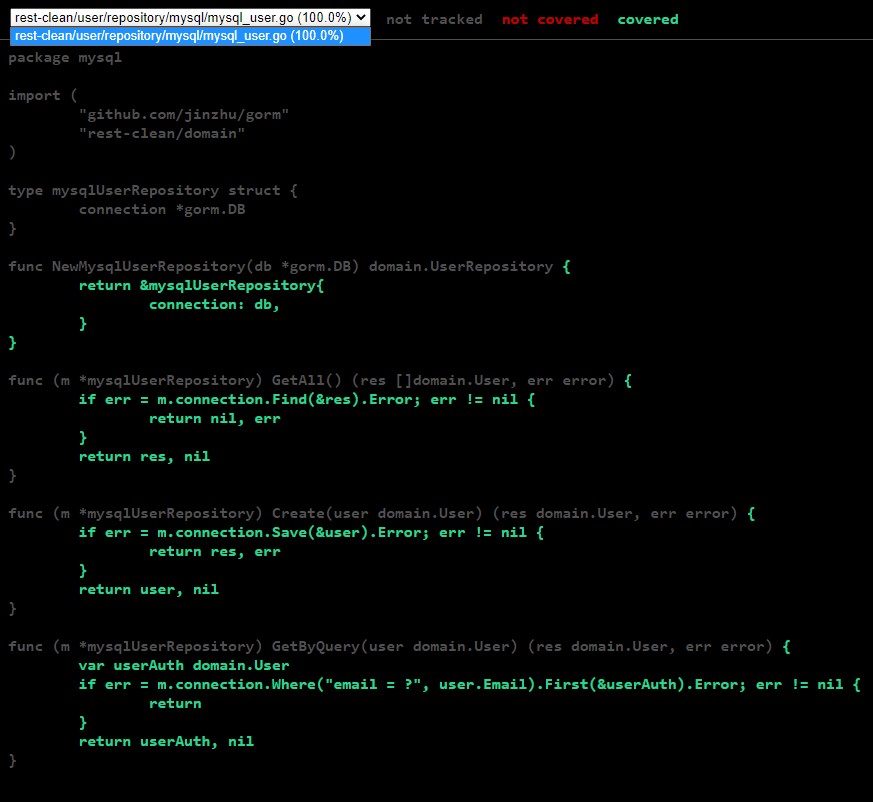 rest-clean/user/repository/mysql/mysql_user.go (100.0%) not tracked not covered covered
rest-clean/user/repository/mysql/mysql_user.go (100.0%)
package mysql
import (
"github.com/jinzhu/gorm"
"rest-clean/domain"
)
type mysqlUserRepository struct {
connection *gorm.DB
}
func NewMysqlUserRepository(db *gorm.DB) domain.UserRepository {
return &mysqlUserRepository{
connection: db,
}
}
func (m *mysqlUserRepository) GetAll() (res []domain.User, err error) {
if err = m.connection.Find(&res).Error; err != nil {
return nil, err
}
return res, nil
}
func (m *mysqlUserRepository) Create(user domain.User) (res domain.User, err error) {
if err = m.connection.Save(&user).Error; err != nil {
return res, err
}
return user, nil
}
func (m *mysqlUserRepository) GetByQuery(user domain.User) (res domain.User, err error) {
var userAuth domain.User
if err = m.connection.Where("email = ?", user.Email).First(&userAuth).Error; err != nil {
return
}
return userAuth, nil
}